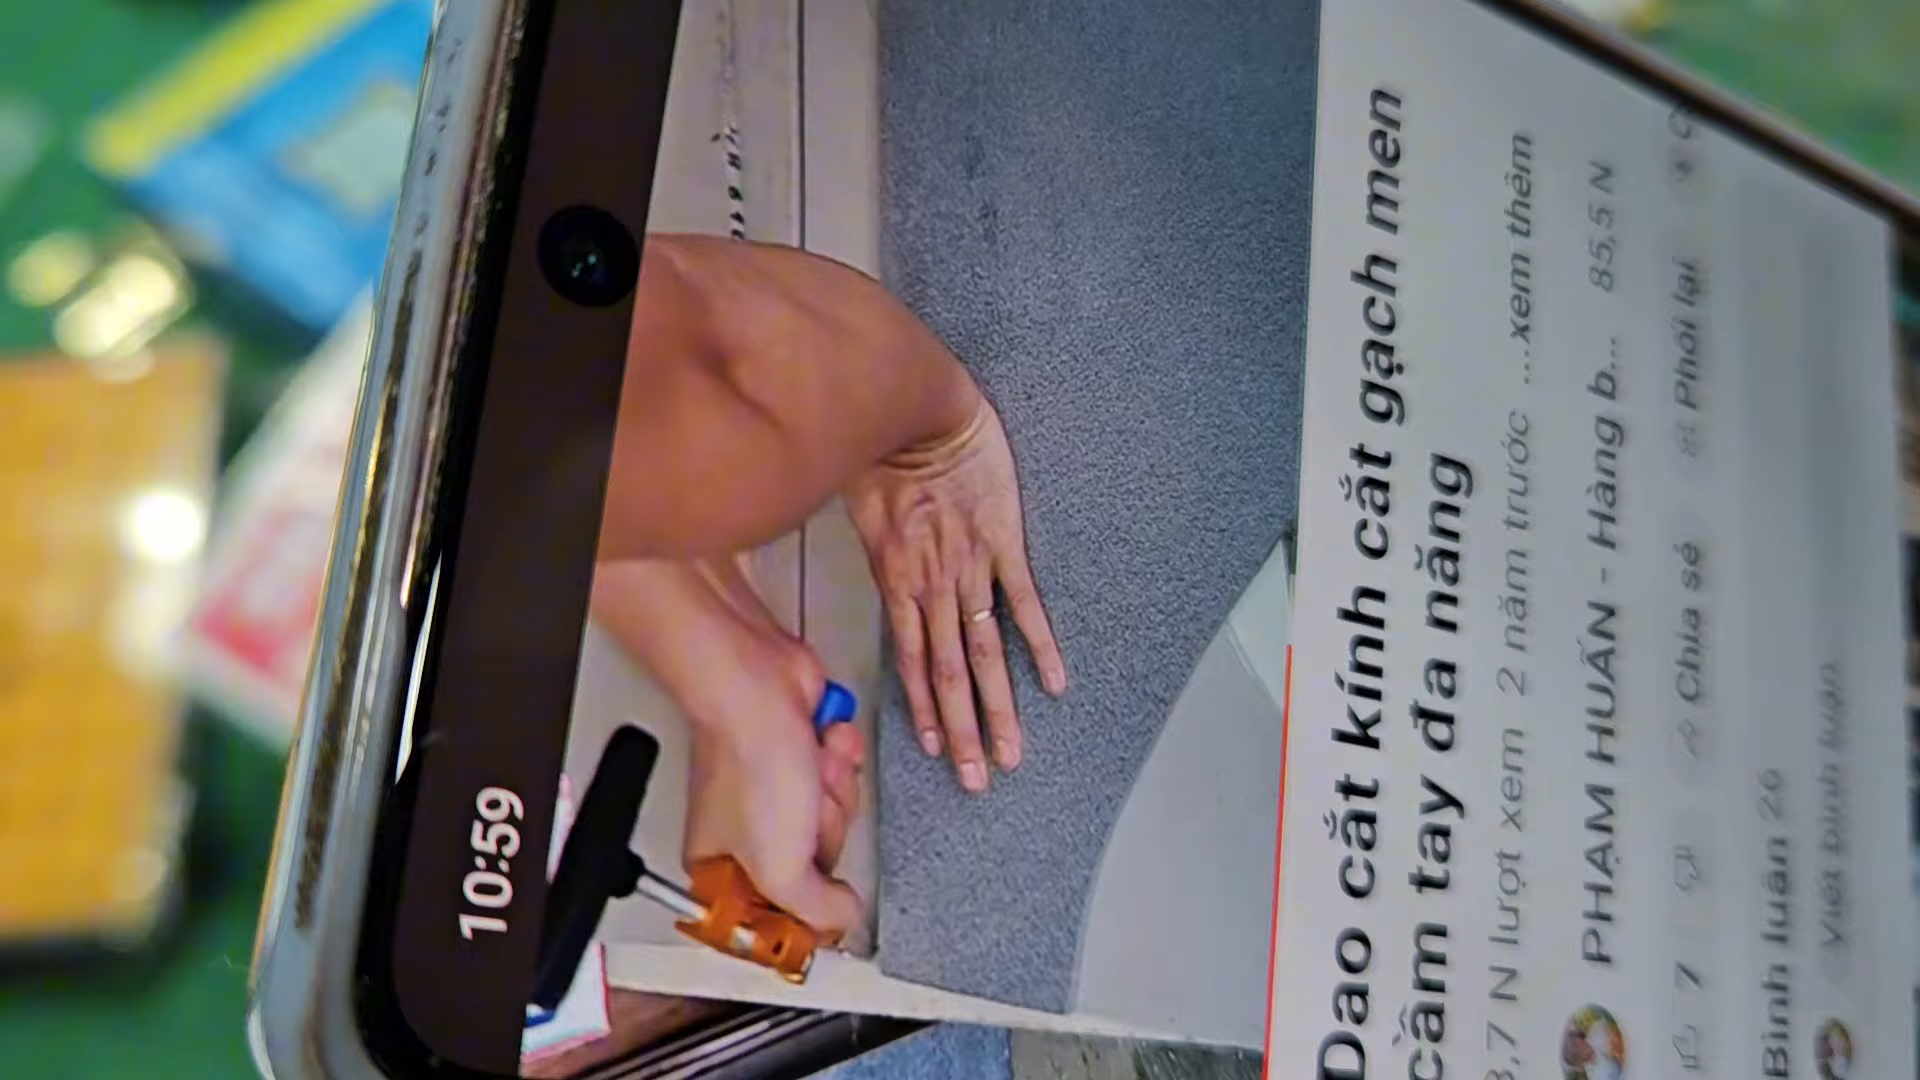 10:59
Dao cắt kính cắt gạch men
cầm tay đa năng
3,7 N lượt xem 2 năm trước ...xem thêm
PHẠM HUẤN - Hàng b... 85,5 N
7 Chia sẻ Phối lại
Bình luận 26
Viết bình luận